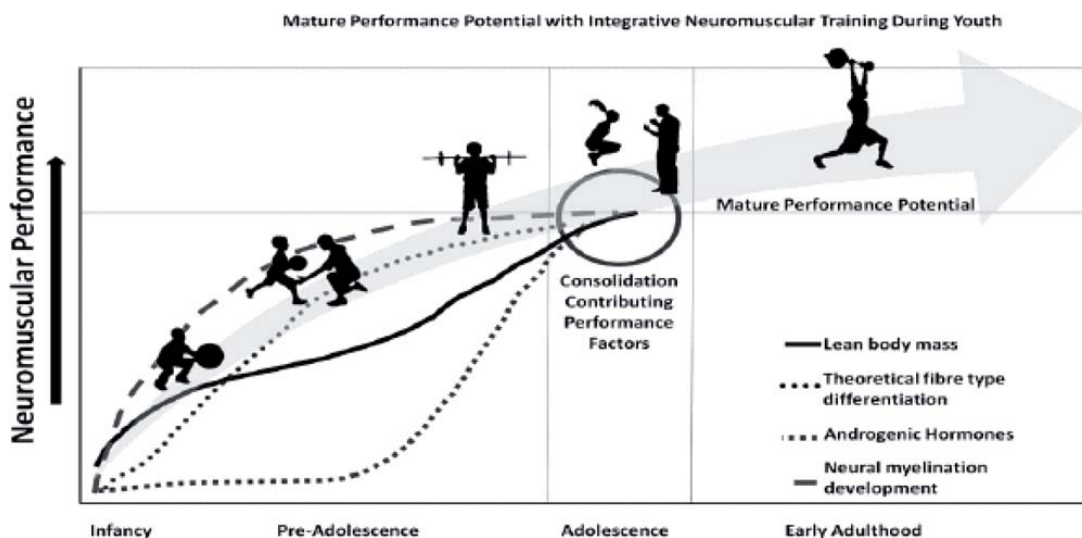 Mature Performance Potential with Integrative Neuromuscular Training During Youth
Neuromuscular Performance
Mature Performance Potential
Consolidation
Contributing
Performance
Factors
Lean body mass
Theoretical fibre type
differentiation
Androgenic Hormones
Neural myelination
development
Infancy
Pre-Adolescence
Adolescence
Early Adulthood